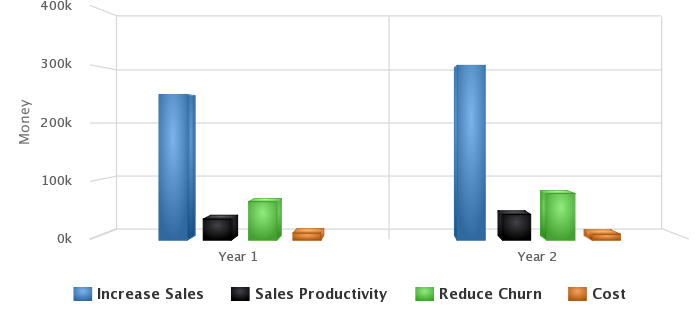 400k
300k
200k
100k
0k
Money
Year 1
Year 2
Increase Sales
Sales Productivity
Reduce Churn
Cost